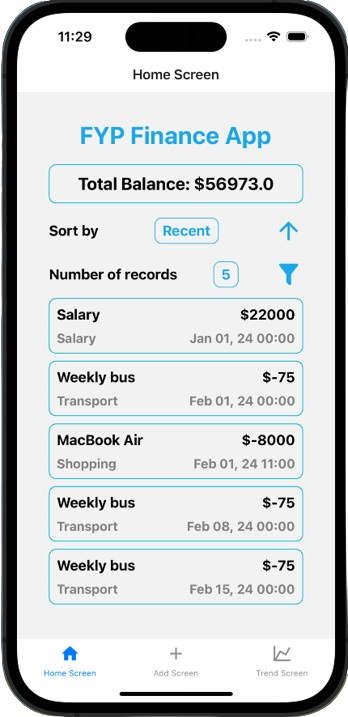 11:29
Home Screen
FYP Finance App
Total Balance: $56973.0
Sort by Recent
Number of records 5
Salary $22000
Salary Jan 01, 24 00:00
Weekly bus $-75
Transport Feb 01, 24 00:00
MacBook Air $-8000
Shopping Feb 01, 24 11:00
Weekly bus $-75
Transport Feb 08, 24 00:00
Weekly bus $-75
Transport Feb 15, 24 00:00
Home Screen Add Screen Trend Screen